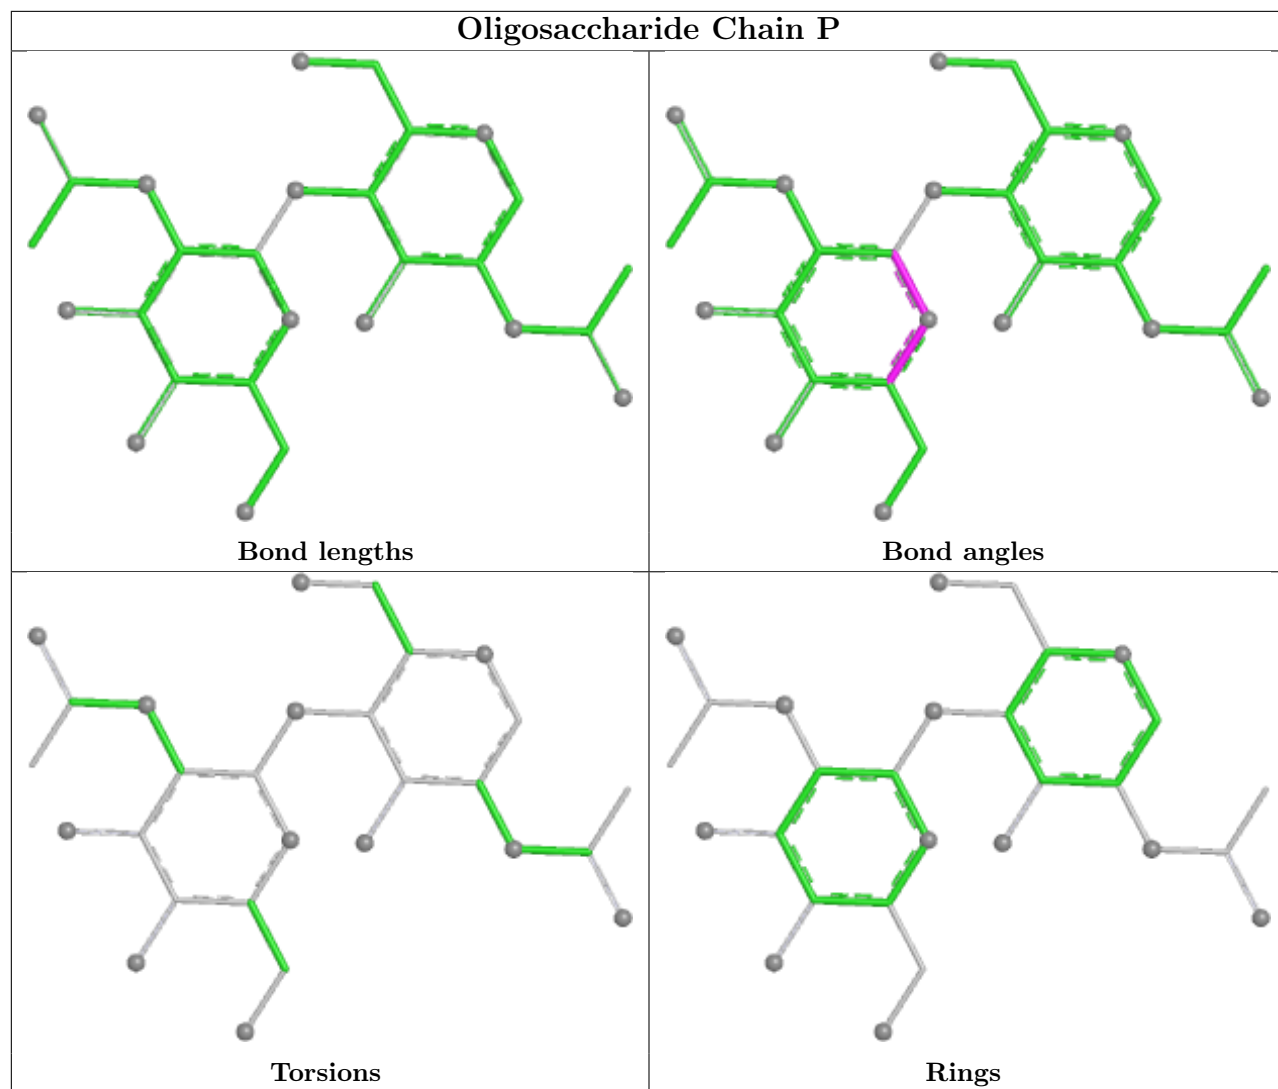 Oligosaccharide Chain P
Bond lengths
Bond angles
Torsions
Rings